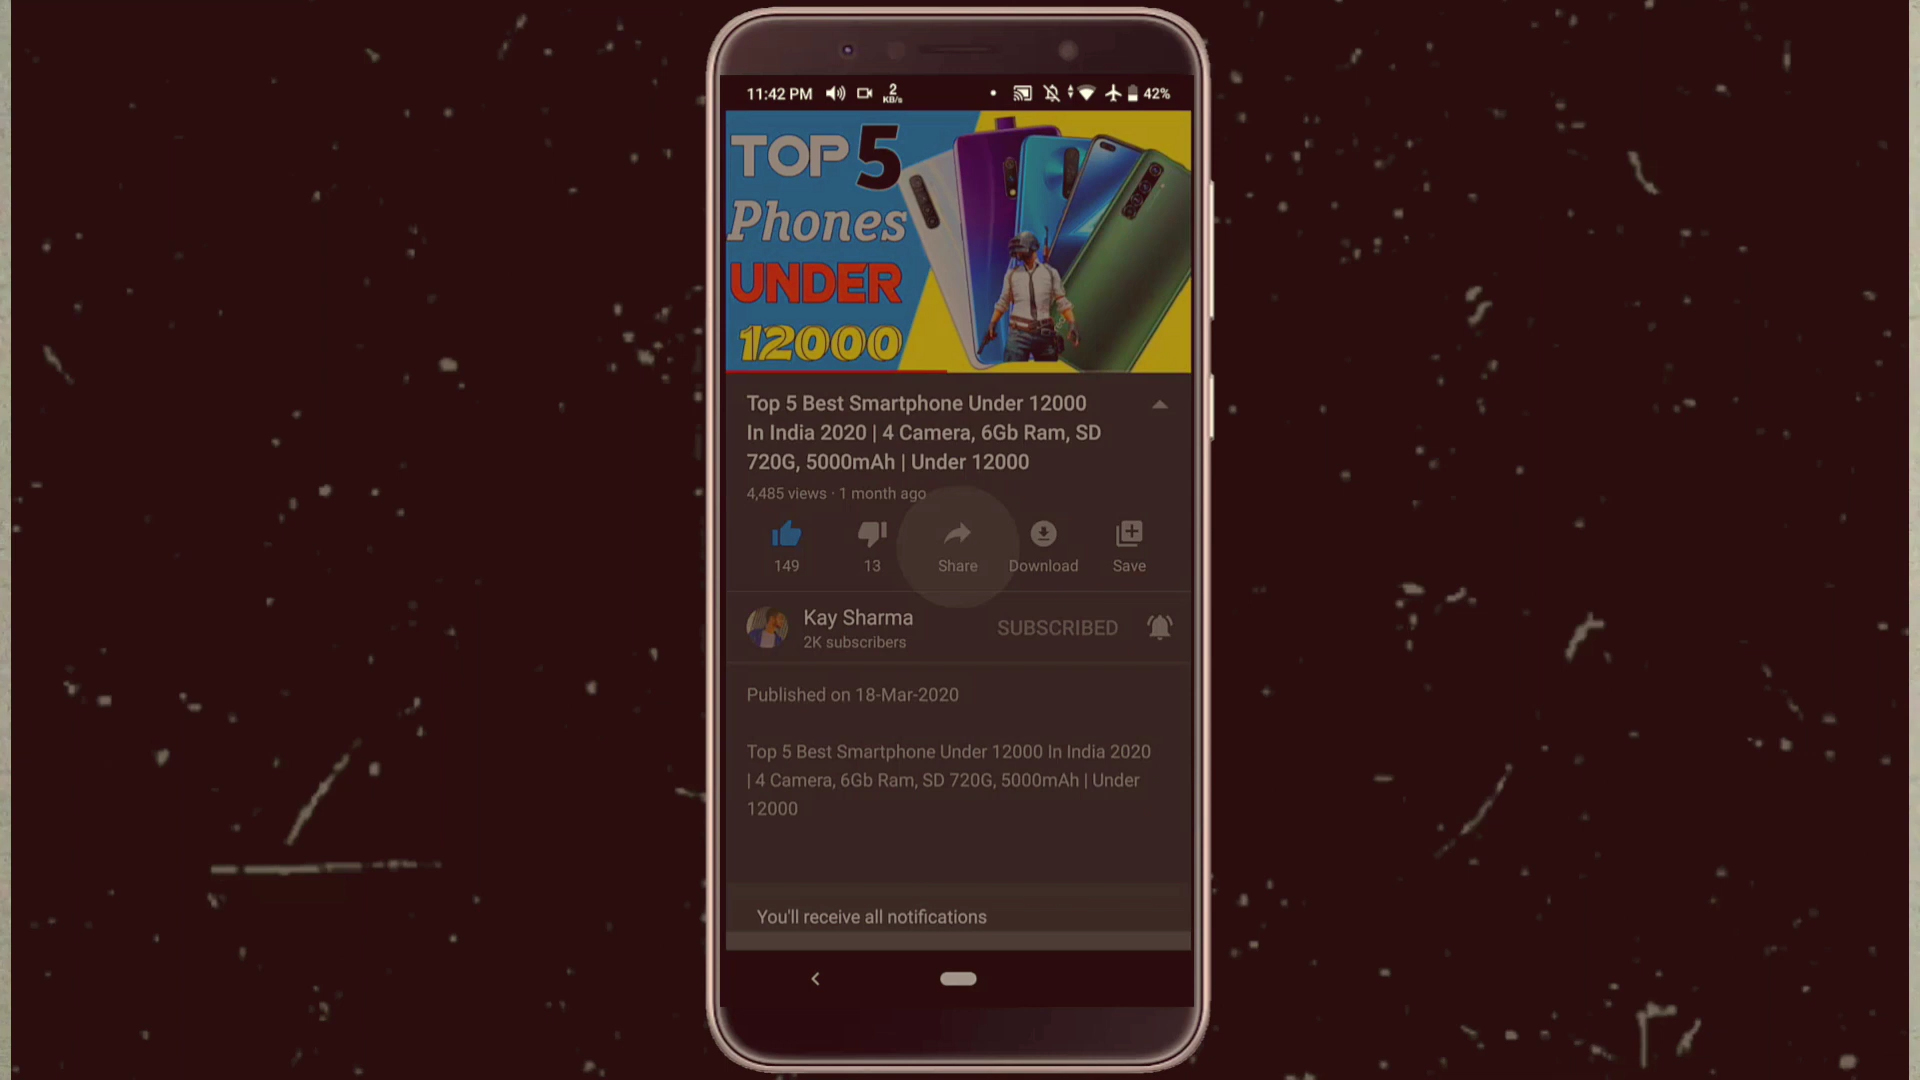 11:42 PM 2 KB/s 42%
TOP 5
Phones
UNDER
12000
Top 5 Best Smartphone Under 12000
In India 2020 | 4 Camera, 6Gb Ram, SD
720G, 5000mAh | Under 12000
4,485 views · 1 month ago
149 13 Share Download Save
Kay Sharma
2K subscribers
SUBSCRIBED
Published on 18-Mar-2020
Top 5 Best Smartphone Under 12000 In India 2020
| 4 Camera, 6Gb Ram, SD 720G, 5000mAh | Under
12000
You'll receive all notifications